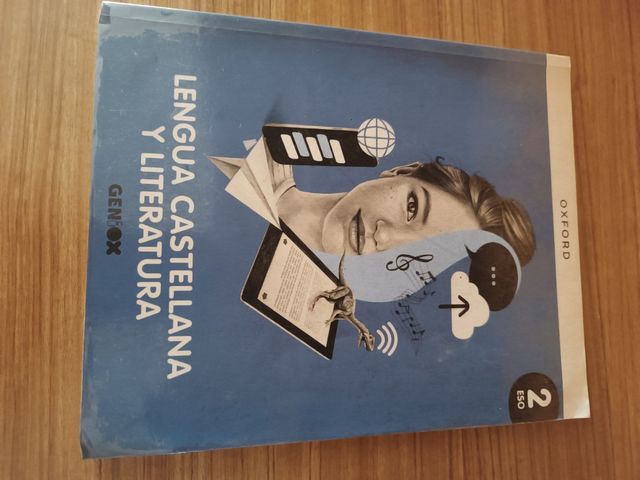 OXFORD
2
ESO
LENGUA CASTELLANA
Y LITERATURA
GENiOX